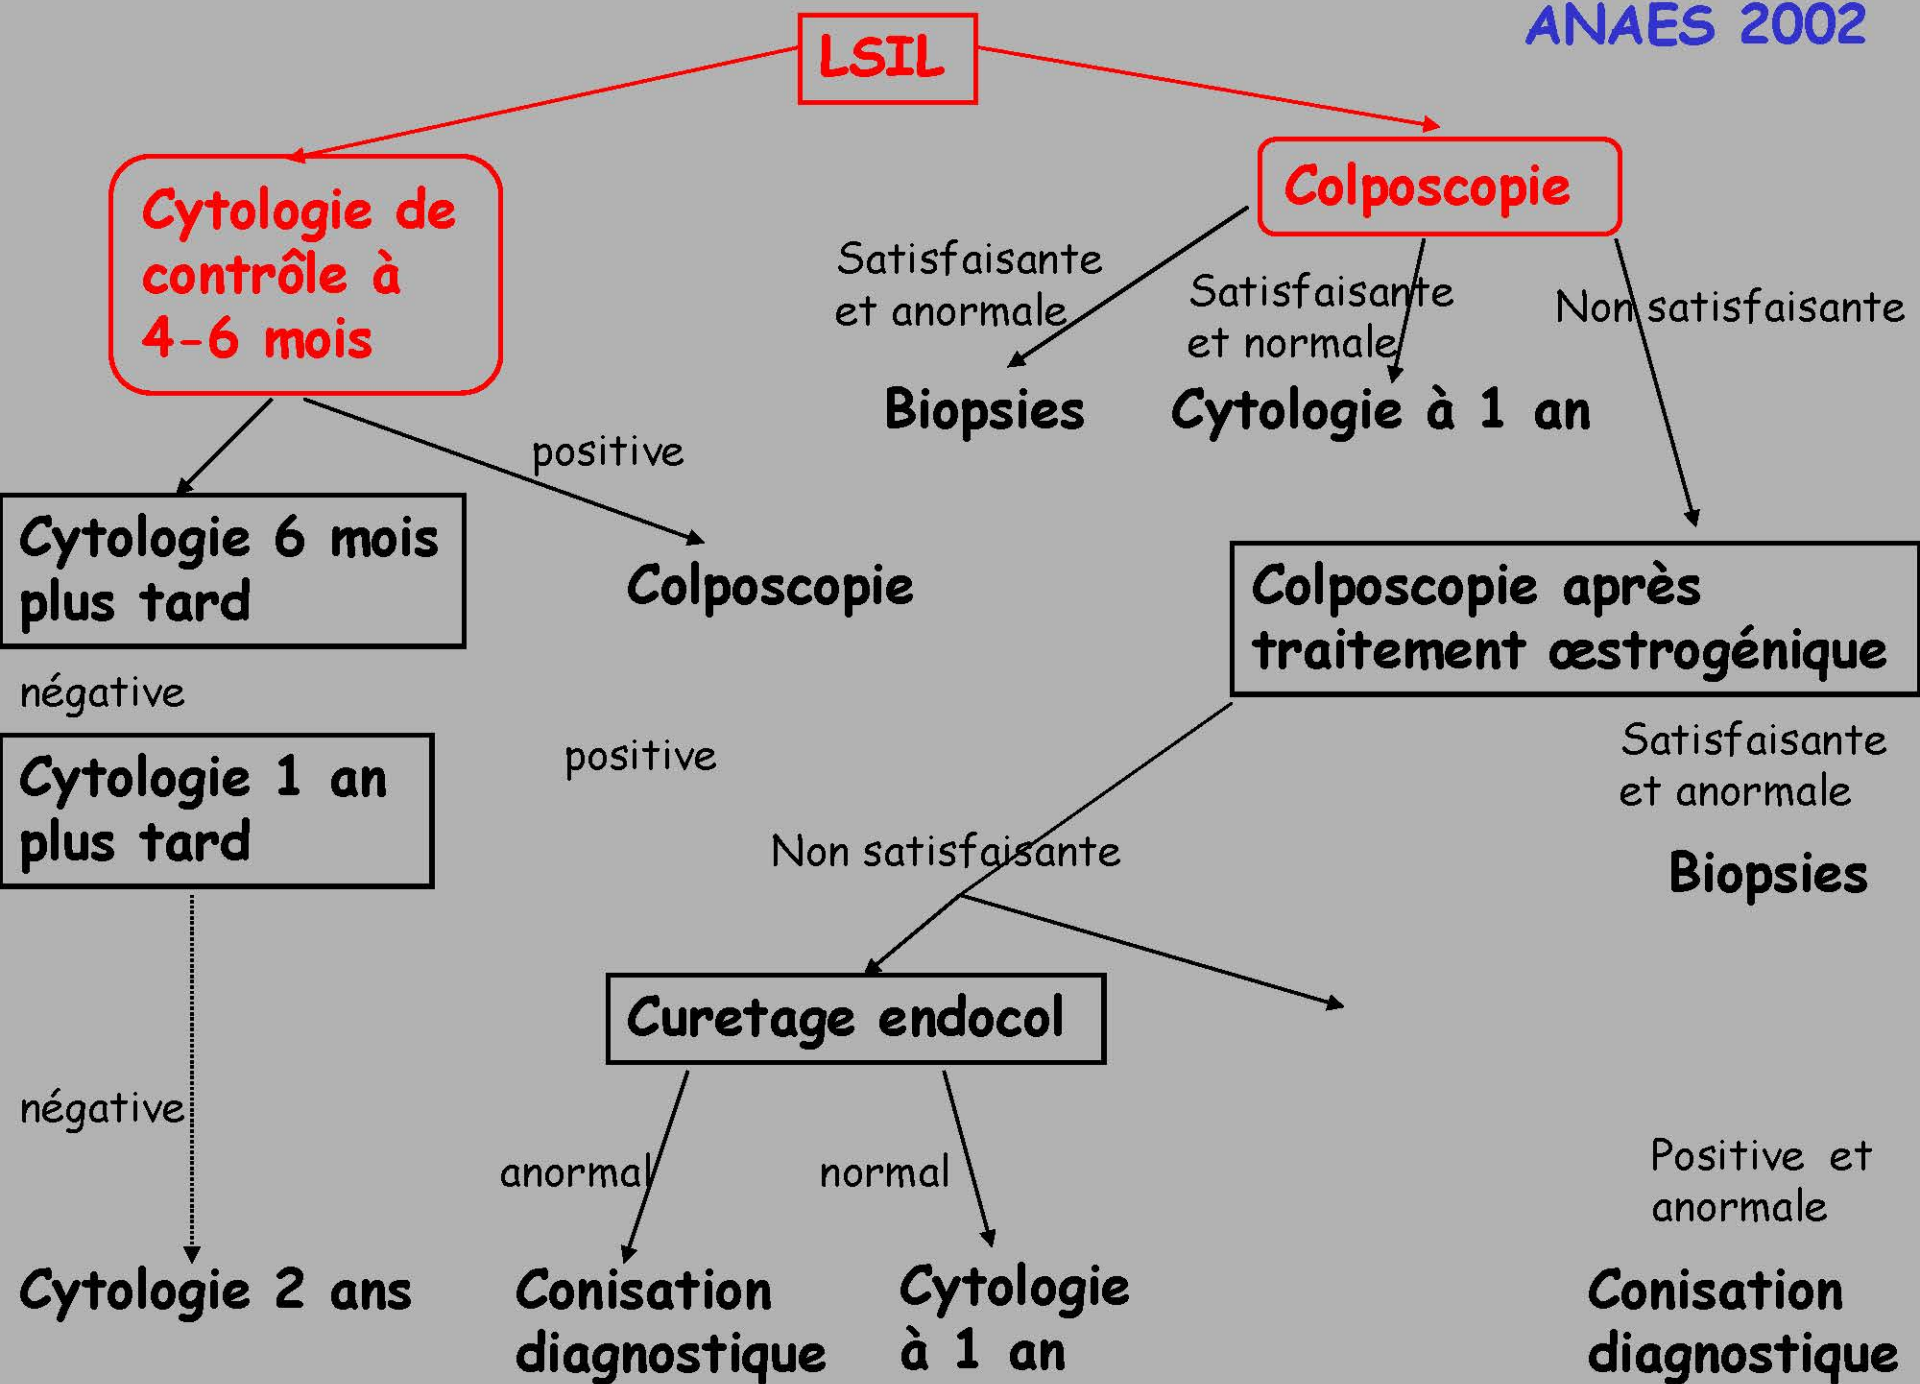 ANAES 2002
LSIL
Cytologie de
contrôle à
4-6 mois
Colposcopie
Satisfaisante
et anormale
Satisfaisante
et normale
Non satisfaisante
Biopsies
Cytologie à 1 an
positive
Cytologie 6 mois
plus tard
Colposcopie
Colposcopie après
traitement œstrogénique
négative
Cytologie 1 an
plus tard
positive
Satisfaisante
et anormale
Non satisfaisante
Biopsies
Curetage endocol
négative
anormal
normal
Positive et
anormale
Cytologie 2 ans
Conisation
diagnostique
Cytologie
à 1 an
Conisation
diagnostique